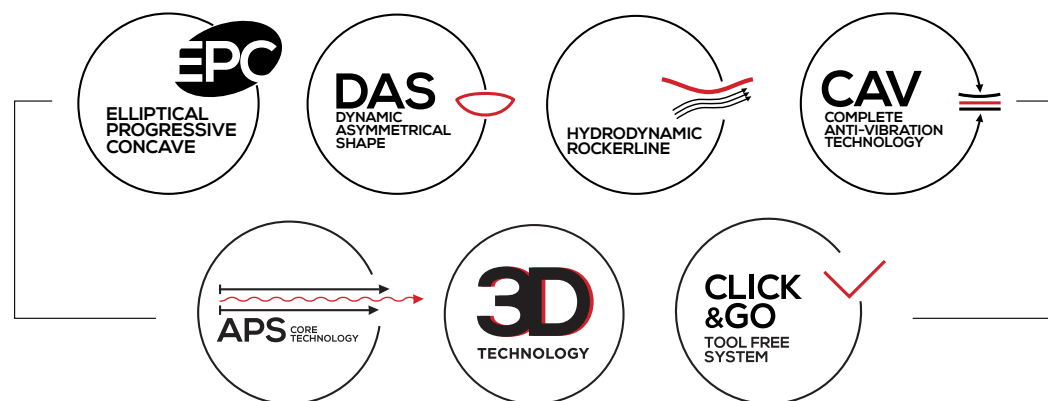 EPC
ELLIPTICAL
PROGRESSIVE
CONCAVE
DAS
DYNAMIC
ASYMMETRICAL
SHAPE
HYDRODYNAMIC
ROCKERLINE
CAV
COMPLETE
ANTI-VIBRATION
TECHNOLOGY
APS CORE
TECHNOLOGY
3D
TECHNOLOGY
CLICK
&GO
TOOL FREE
SYSTEM